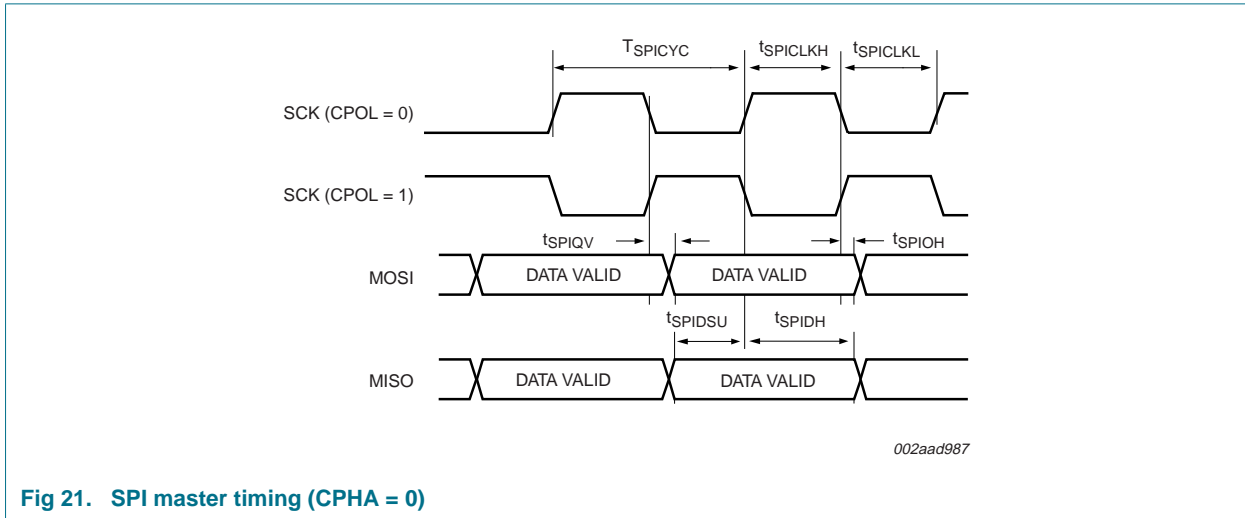 TSPICYC tSPICLKH tSPICLKL
SCK (CPOL = 0)
SCK (CPOL = 1)
tSPIQV tSPIOH
MOSI DATA VALID DATA VALID
tSPIDSU tSPIDH
MISO DATA VALID DATA VALID
002aad987
Fig 21. SPI master timing (CPHA = 0)